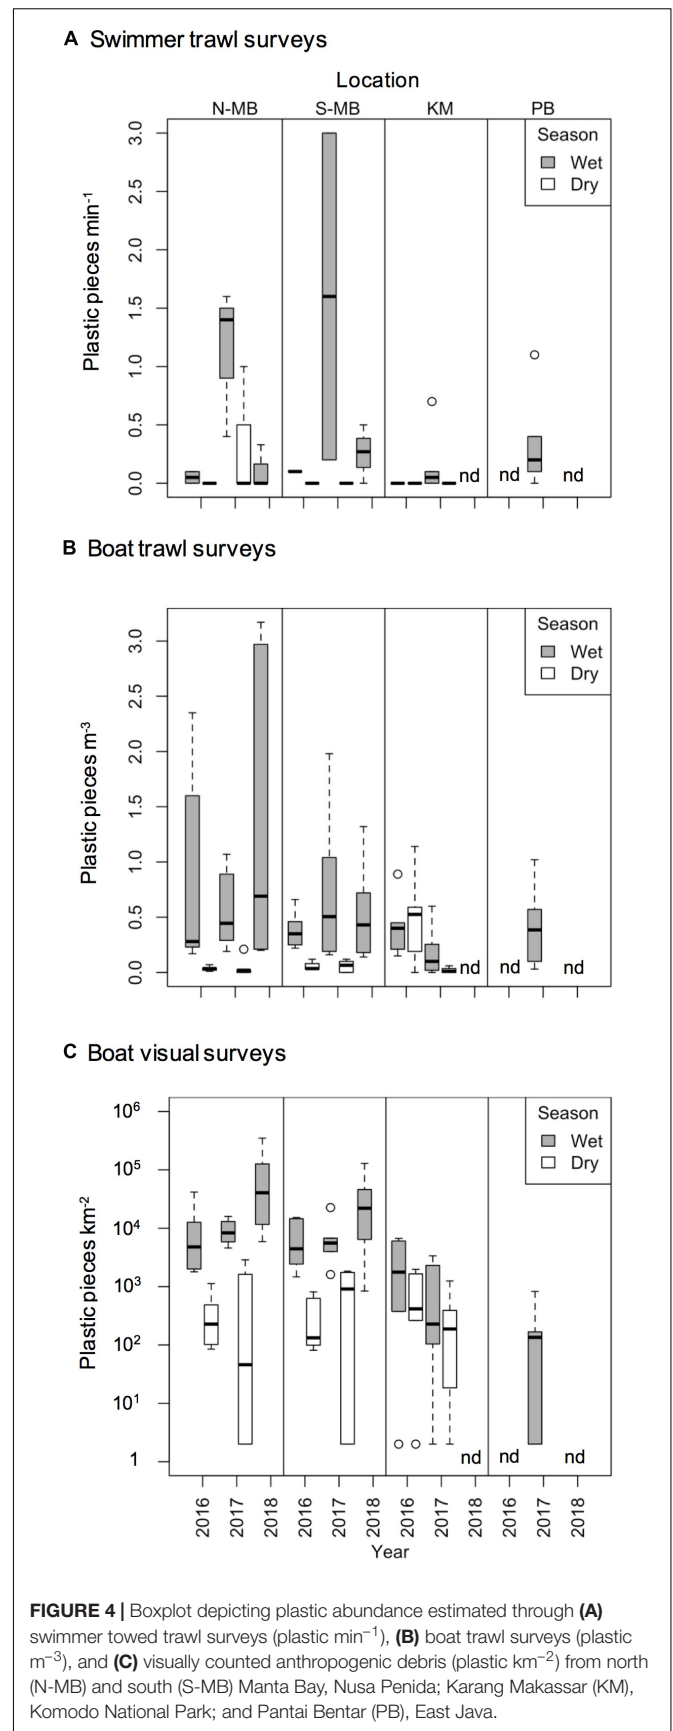 A Swimmer trawl surveys
Location
N-MB S-MB KM PB
Season
Wet
Dry
Plastic pieces min-1
3.0
2.5
2.0
1.5
1.0
0.5
0.0
nd nd nd
B Boat trawl surveys
Season
Wet
Dry
Plastic pieces m-3
3.0
2.5
2.0
1.5
1.0
0.5
0.0
nd nd nd
C Boat visual surveys
Season
Wet
Dry
Plastic pieces km-2
10⁶
10⁵
10⁴
10³
10²
10¹
1
nd nd nd
2016 2017 2018 2016 2017 2018 2016 2017 2018 2016 2017 2018
Year
FIGURE 4 | Boxplot depicting plastic abundance estimated through (A)
swimmer towed trawl surveys (plastic min⁻¹), (B) boat trawl surveys (plastic
m⁻³), and (C) visually counted anthropogenic debris (plastic km⁻²) from north
(N-MB) and south (S-MB) Manta Bay, Nusa Penida; Karang Makassar (KM),
Komodo National Park; and Pantai Bentar (PB), East Java.